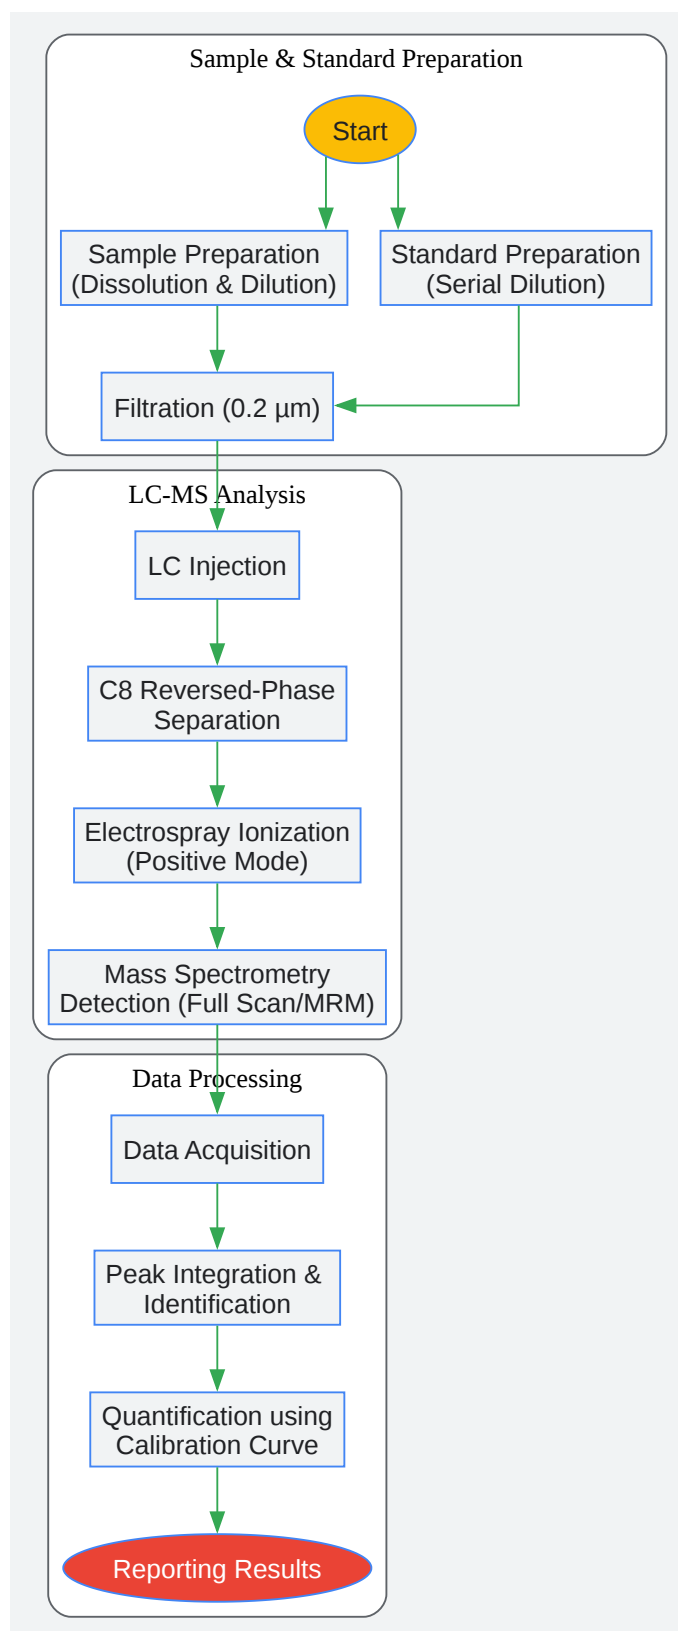 Sample & Standard Preparation
Start
Sample Preparation
(Dissolution & Dilution)
Standard Preparation
(Serial Dilution)
Filtration (0.2 µm)
LC-MS Analysis
LC Injection
C8 Reversed-Phase
Separation
Electrospray Ionization
(Positive Mode)
Mass Spectrometry
Detection (Full Scan/MRM)
Data Processing
Data Acquisition
Peak Integration &
Identification
Quantification using
Calibration Curve
Reporting Results